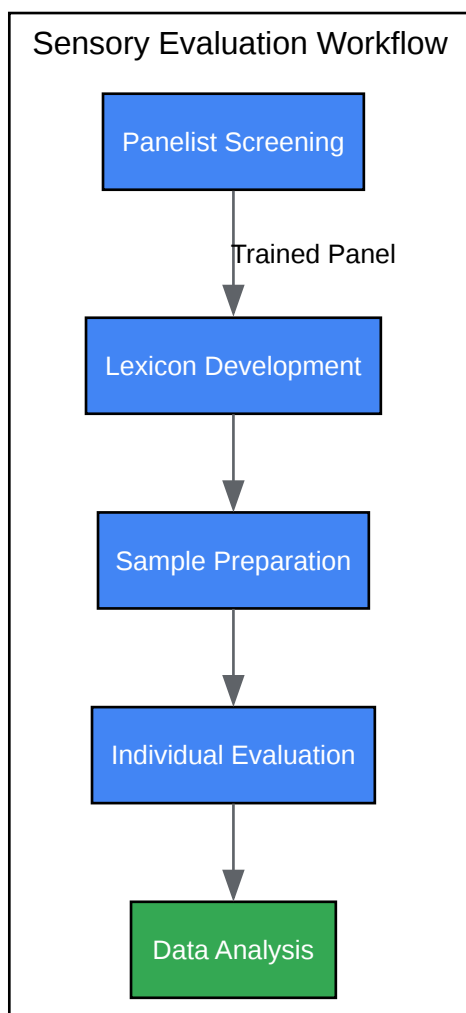 Sensory Evaluation Workflow
Panelist Screening
Trained Panel
Lexicon Development
Sample Preparation
Individual Evaluation
Data Analysis